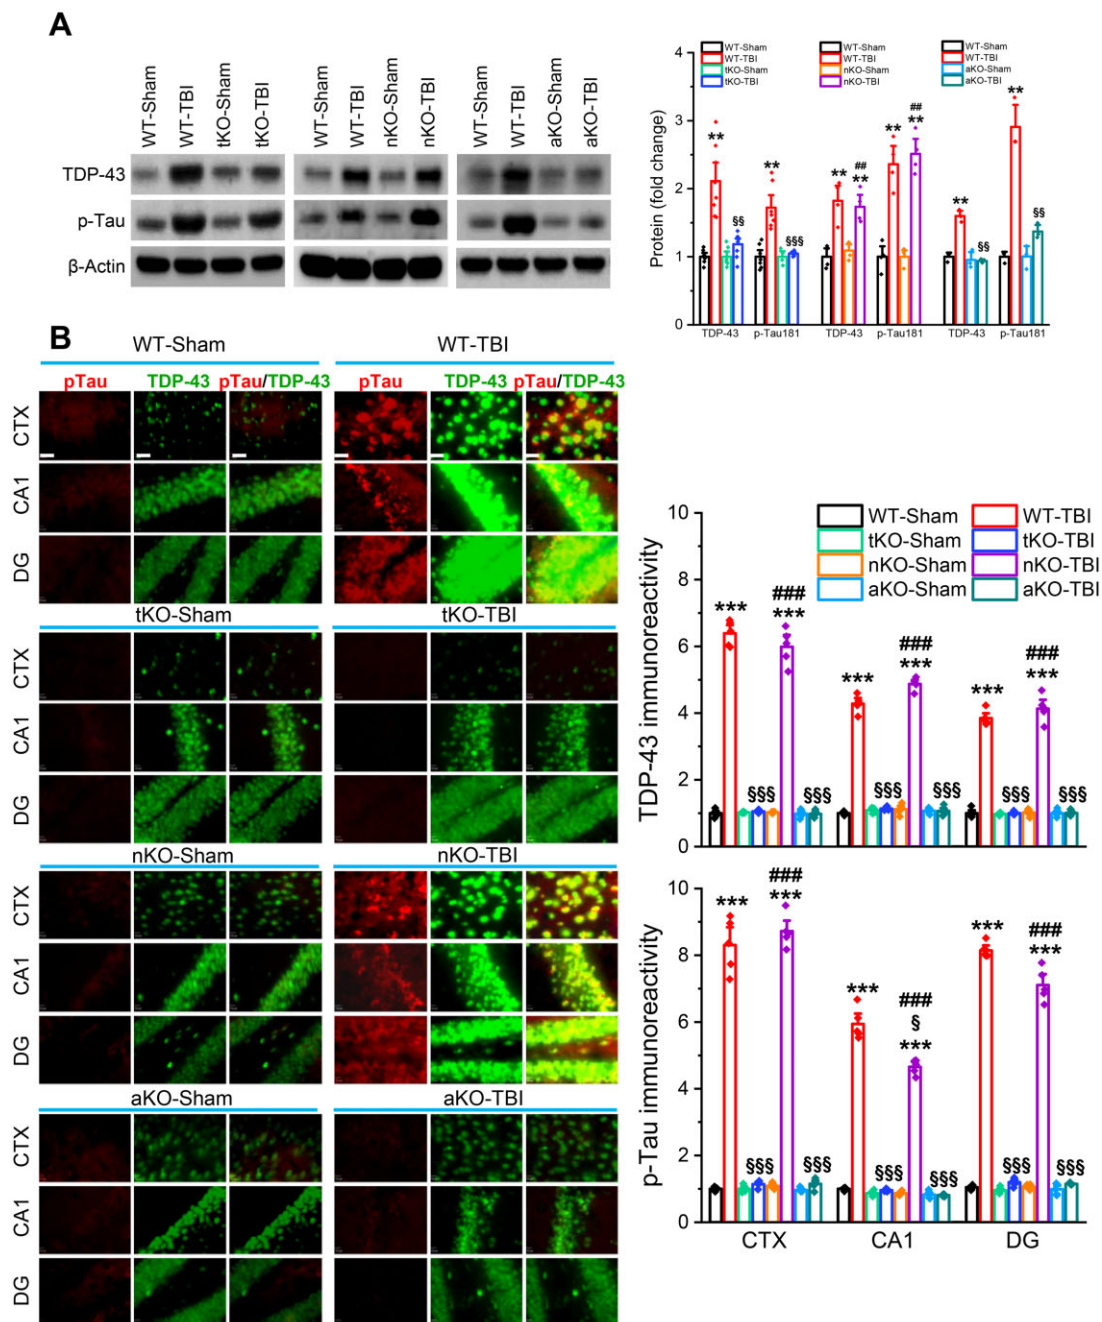 A
WT-Sham
WT-TBI
tKO-Sham
tKO-TBI
WT-Sham
WT-TBI
nKO-Sham
nKO-TBI
WT-Sham
WT-TBI
aKO-Sham
aKO-TBI
TDP-43
p-Tau
β-Actin
WT-Sham
WT-TBI
tKO-Sham
tKO-TBI
WT-Sham
WT-TBI
nKO-Sham
nKO-TBI
WT-Sham
WT-TBI
aKO-Sham
aKO-TBI
Protein (fold change)
4
3
2
1
0
**
§§
**
§§§
**
##
**
**
##
**
**
§§
**
§§
TDP-43 p-Tau181 TDP-43 p-Tau181 TDP-43 p-Tau181
B
WT-Sham WT-TBI
pTau TDP-43 pTau/TDP-43 pTau TDP-43 pTau/TDP-43
CTX
CA1
DG
tKO-Sham tKO-TBI
CTX
CA1
DG
nKO-Sham nKO-TBI
CTX
CA1
DG
aKO-Sham aKO-TBI
CTX
CA1
DG
WT-Sham WT-TBI
tKO-Sham tKO-TBI
nKO-Sham nKO-TBI
aKO-Sham aKO-TBI
TDP-43 immunoreactivity
10
8
6
4
2
0
***
§§§
###
***
§§§
***
§§§
###
***
§§§
***
§§§
###
***
§§§
p-Tau immunoreactivity
10
8
6
4
2
0
***
§§§
###
***
§§§
***
§§§
###
§
***
§§§
***
§§§
###
***
§§§
CTX CA1 DG